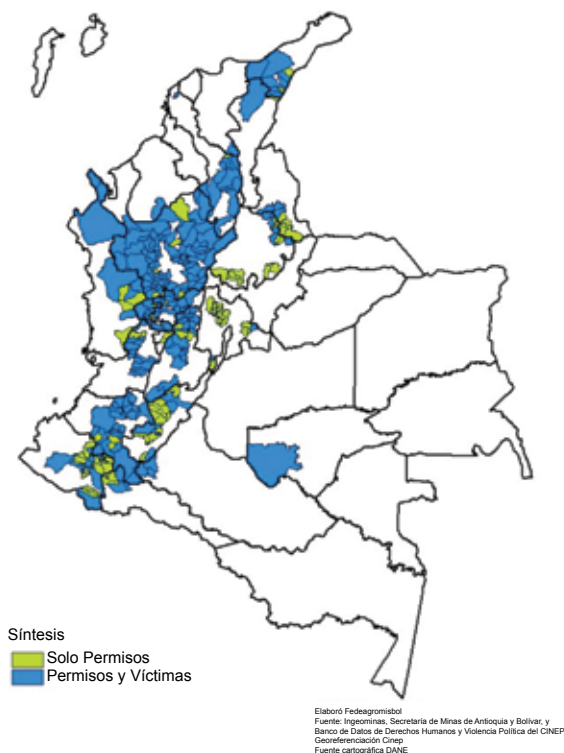 Síntesis
Solo Permisos
Permisos y Víctimas
Elaboró Fedeagromisbol
Fuente: Ingeominas, Secretaría de Minas de Antioquia y Bolívar, y
Banco de Datos de Derechos Humanos y Violencia Política del CINEP
Georeferenciación Cinep
Fuente cartográfica DANE